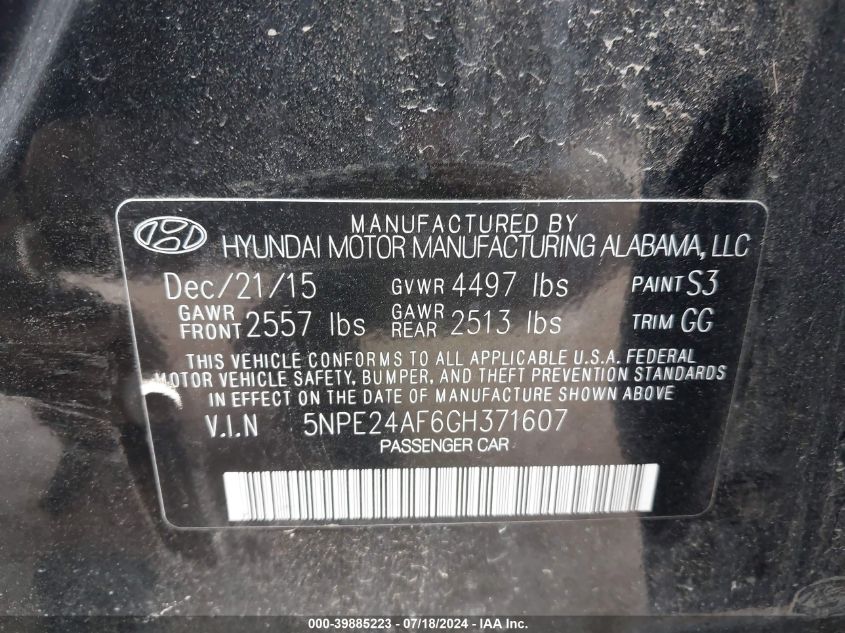 MANUFACTURED BY
HYUNDAI MOTOR MANUFACTURING ALABAMA, LLC
Dec/21/15 GVWR 4497 lbs PAINT S3
GAWR FRONT 2557 lbs GAWR REAR 2513 lbs TRIM GG
THIS VEHICLE CONFORMS TO ALL APPLICABLE U.S.A. FEDERAL
MOTOR VEHICLE SAFETY, BUMPER, AND THEFT PREVENTION STANDARDS
IN EFFECT ON THE DATE OF MANUFACTURE SHOWN ABOVE.
V.I.N 5NPE24AF6GH371607
PASSENGER CAR
000-39885223 - 07/18/2024 - IAA Inc.